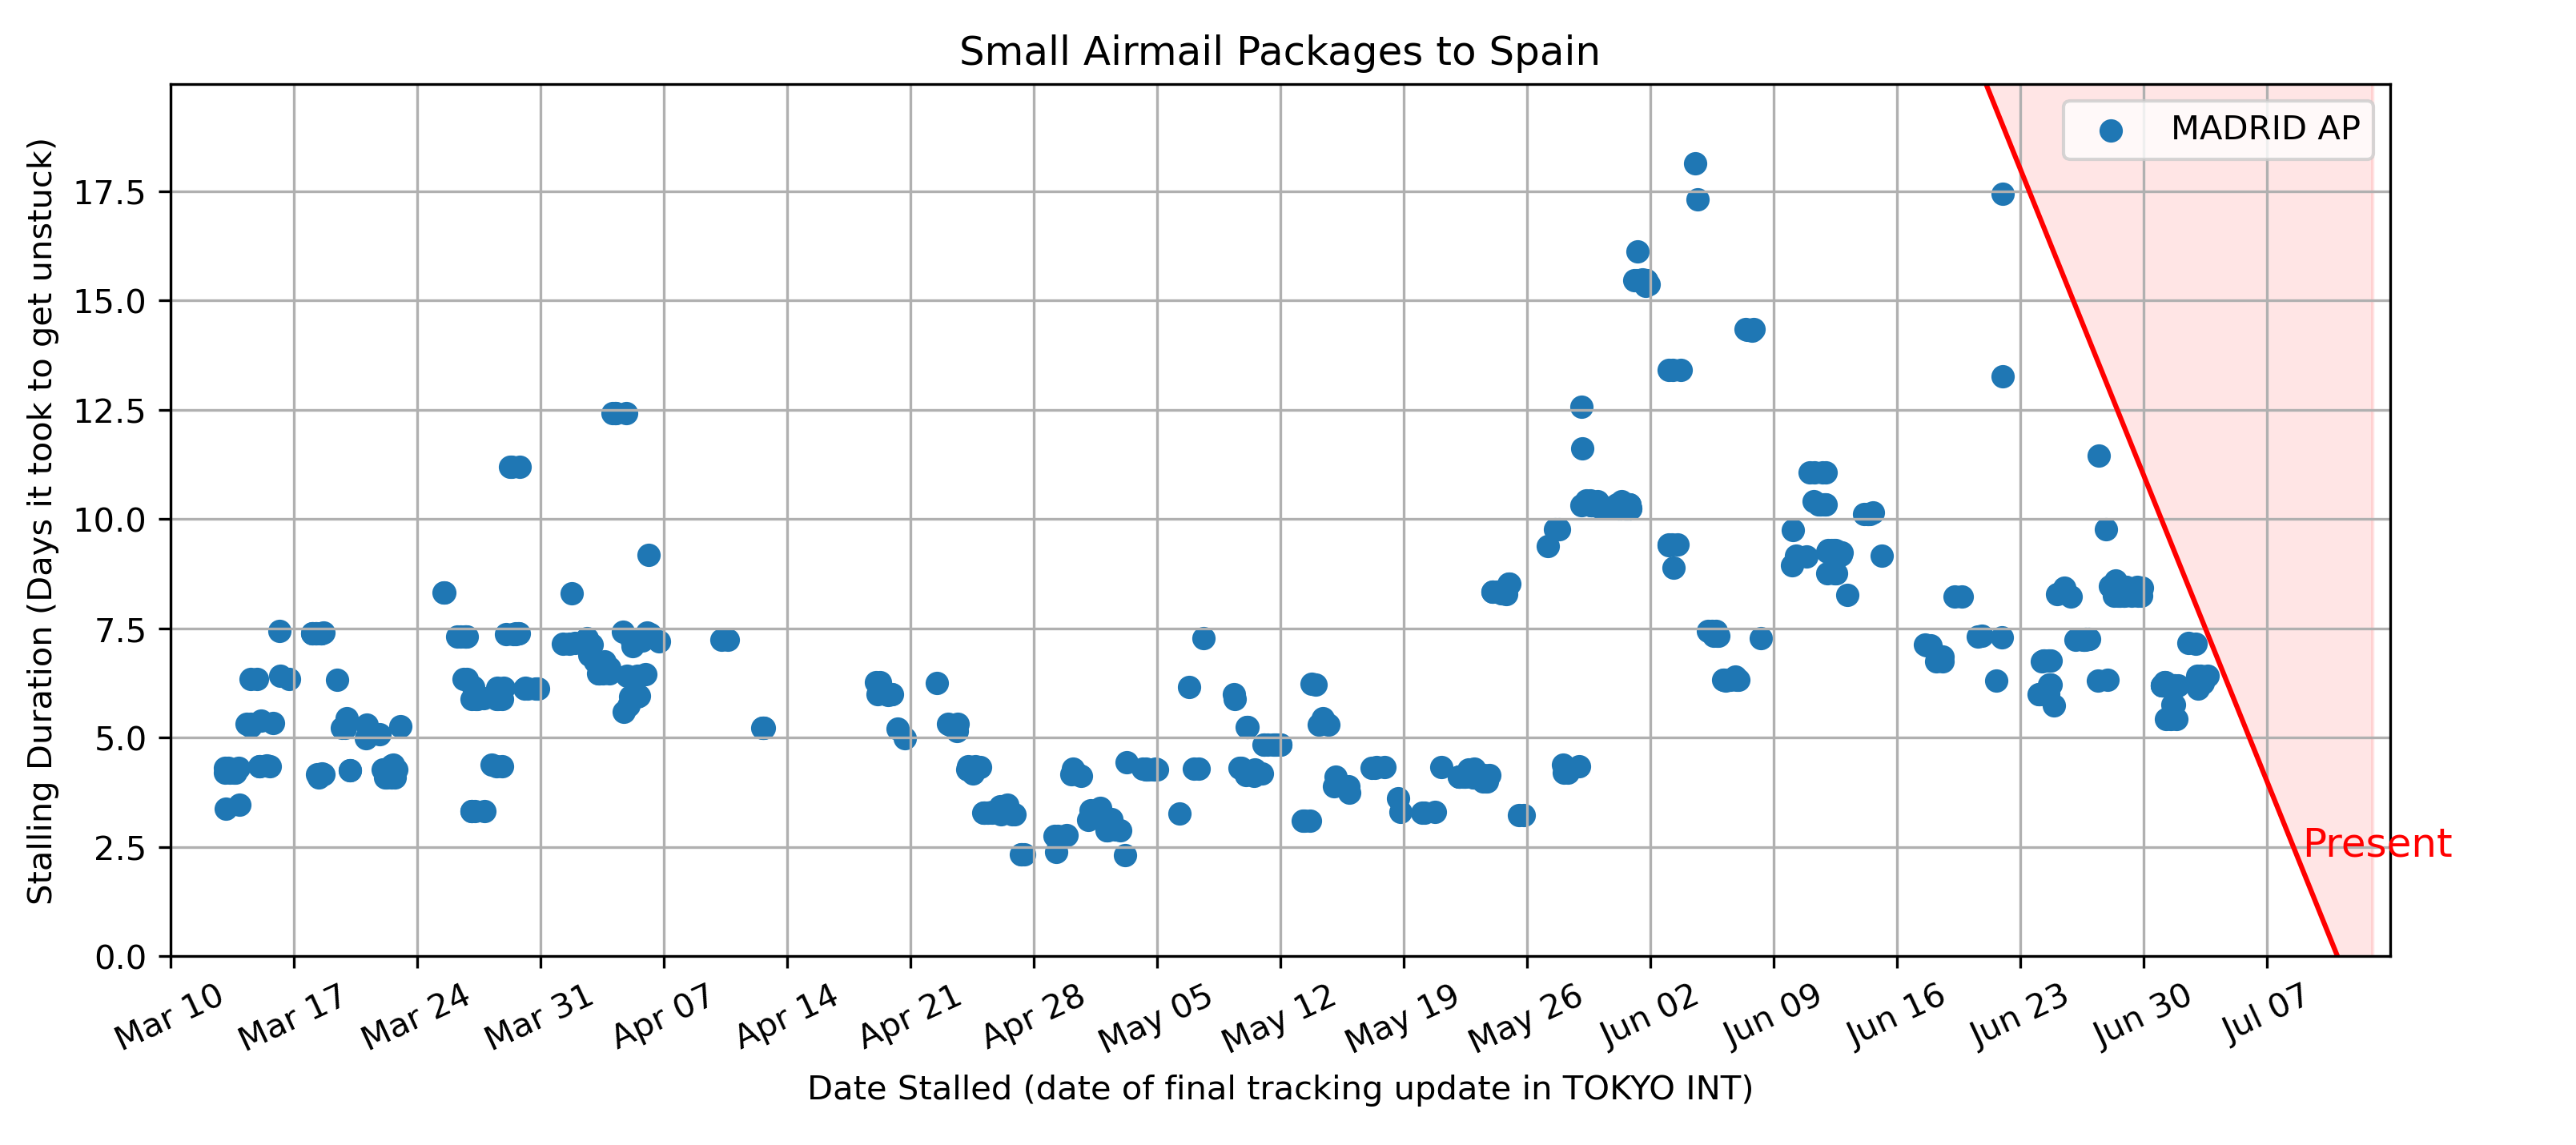 Small Airmail Packages to Spain
MADRID AP
Stalling Duration (Days it took to get unstuck)
17.5
15.0
12.5
10.0
7.5
5.0
2.5
0.0
Present
Mar 10
Mar 17
Mar 24
Mar 31
Apr 07
Apr 14
Apr 21
Apr 28
May 05
May 12
May 19
May 26
Jun 02
Jun 09
Jun 16
Jun 23
Jun 30
Jul 07
Date Stalled (date of final tracking update in TOKYO INT)